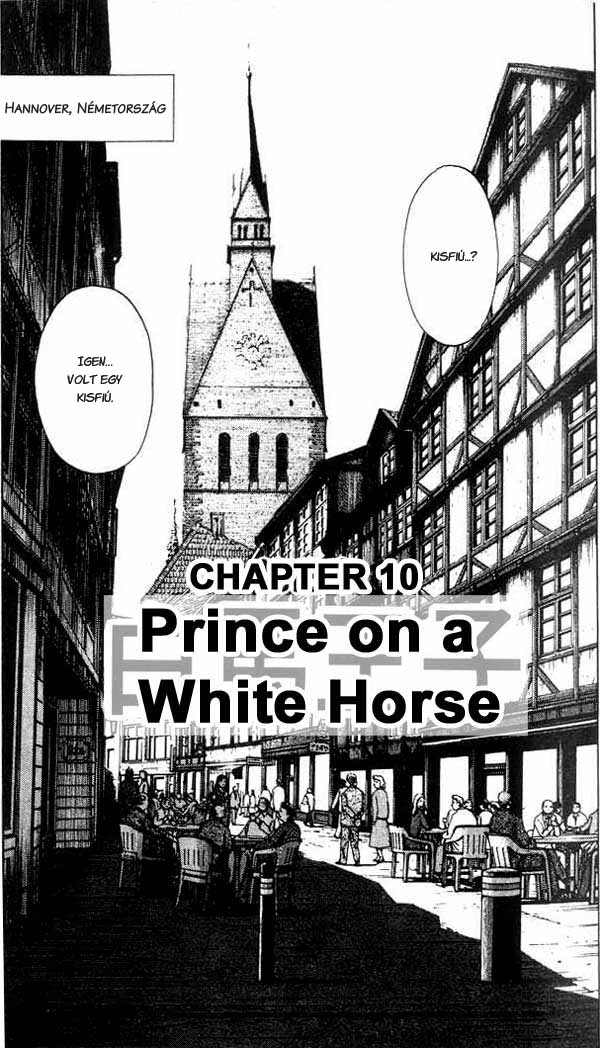 HANNOVER, NÉMETORSZÁG
KISFIÚ...?
IGEN...
VOLT EGY
KISFIÚ.
CHAPTER 10
Prince on a
White Horse